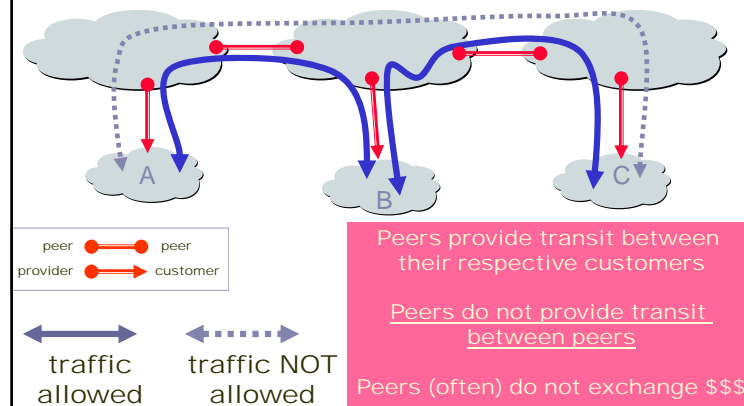 A
B
C
peer peer
provider customer
traffic allowed
traffic NOT allowed
Peers provide transit between
their respective customers
Peers do not provide transit
between peers
Peers (often) do not exchange $$$